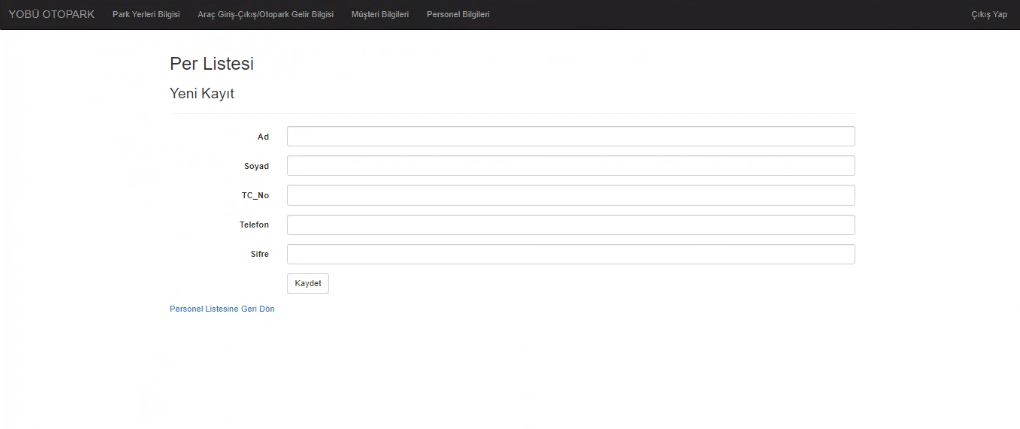 YOBÜ OTOPARK Park Yerleri Bilgisi Araç Giriş-Çıkış/Otopark Gelir Bilgisi Müşteri Bilgileri Personel Bilgileri Çıkış Yap
Per Listesi
Yeni Kayıt
Ad
Soyad
TC_No
Telefon
Sifre
Kaydet
Personel Listesine Geri Dön